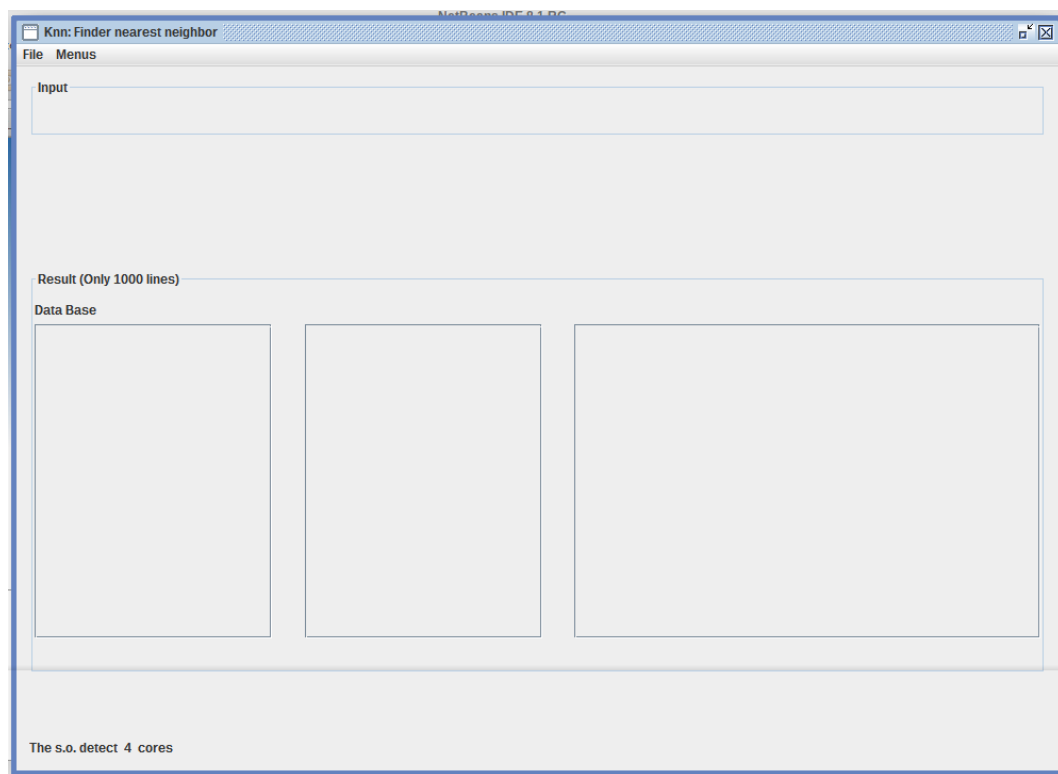 Knn: Finder nearest neighbor
File Menus
Input
Result (Only 1000 lines)
Data Base
The s.o. detect 4 cores